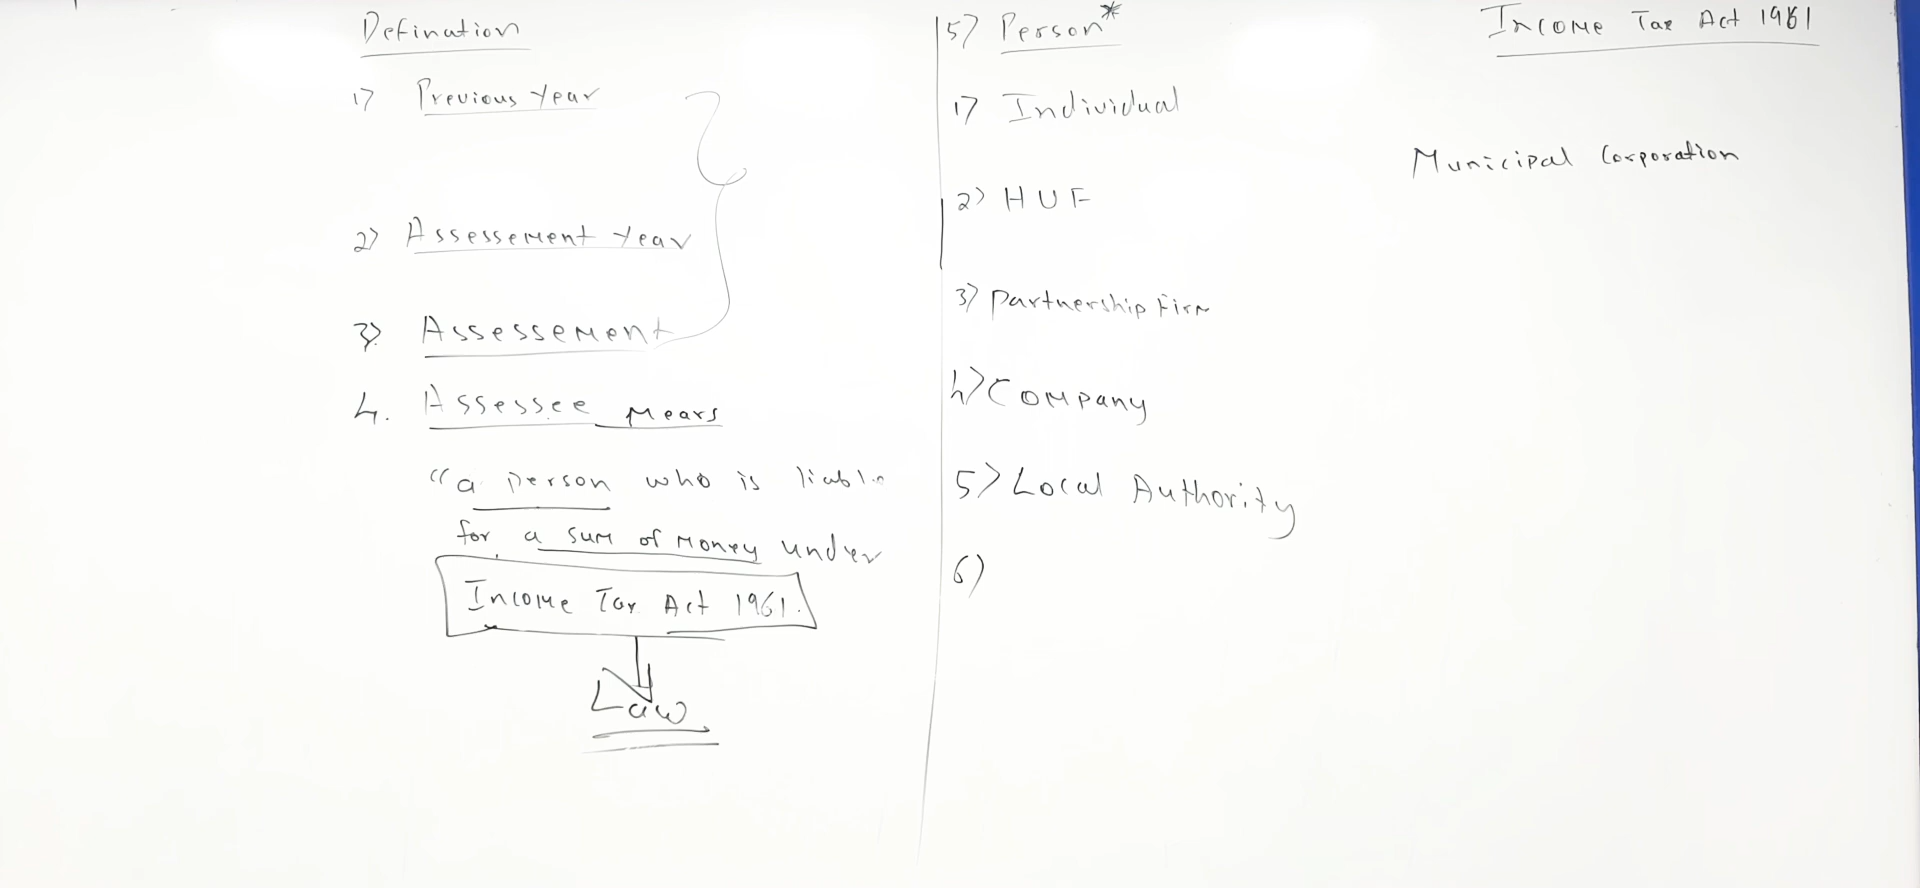 Defination
1) Previous year
2) Assessement year
3) Assessement
4. Assessee means
"a person who is liable
for a sum of money under
Income Tax Act 1961.
Law
5) Person*
1) Individual
2) HUF
3) Partnership Firm
4) Company
5) Local Authority
6)
Income Tax Act 1961
Municipal Corporation